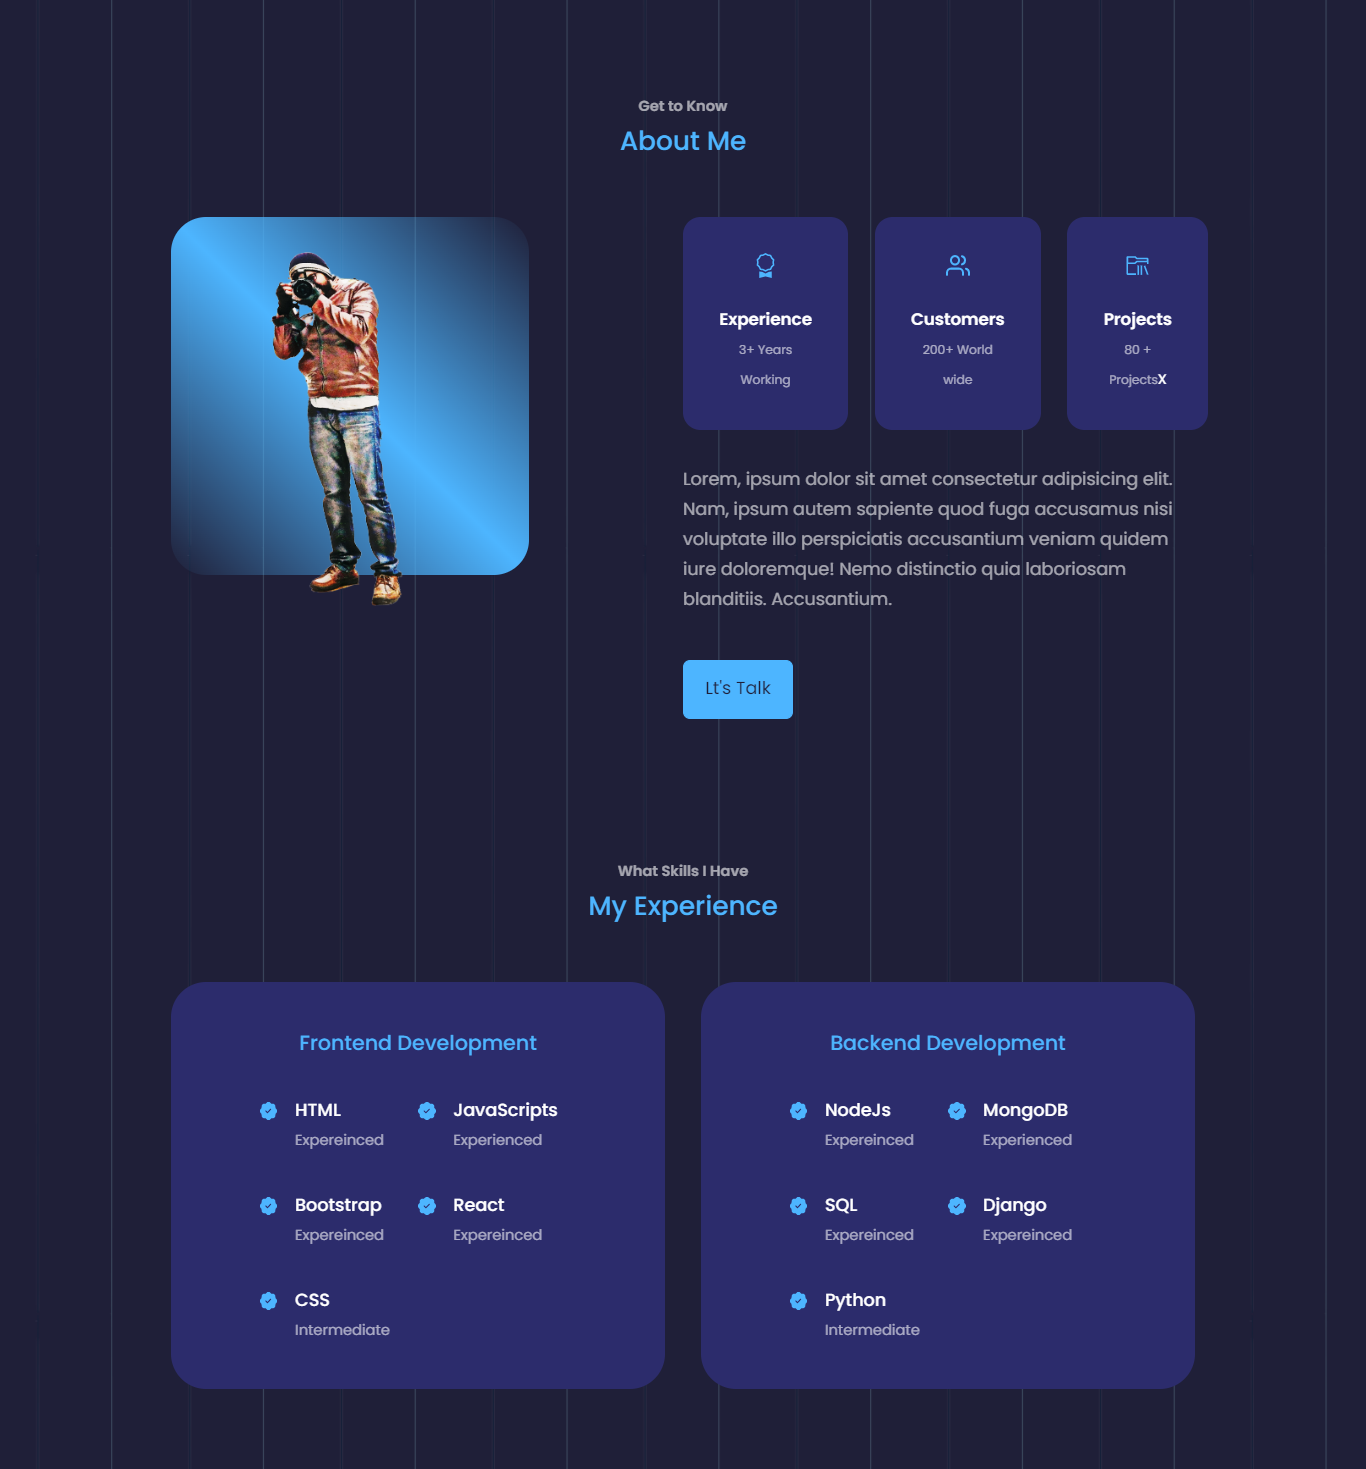 Get to Know
About Me
Experience
3+ Years
Working
Customers
200+ World
wide
Projects
80 +
ProjectsX
Lorem, ipsum dolor sit amet consectetur adipisicing elit.
Nam, ipsum autem sapiente quod fuga accusamus nisi
voluptate illo perspiciatis accusantium veniam quidem
iure doloremque! Nemo distinctio quia laboriosam
blanditiis. Accusantium.
Lt's Talk
What Skills I Have
My Experience
Frontend Development
HTML
Expereinced
JavaScripts
Experienced
Bootstrap
Expereinced
React
Expereinced
CSS
Intermediate
Backend Development
NodeJs
Expereinced
MongoDB
Experienced
SQL
Expereinced
Django
Expereinced
Python
Intermediate